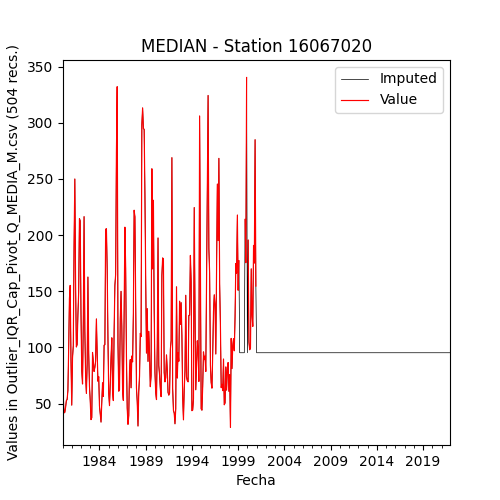 MEDIAN - Station 16067020
Values in Outlier_IQR_Cap_Pivot_Q_MEDIA_M.csv (504 recs.)
350
300
250
200
150
100
50
Imputed
Value
1984 1989 1994 1999 2004 2009 2014 2019
Fecha